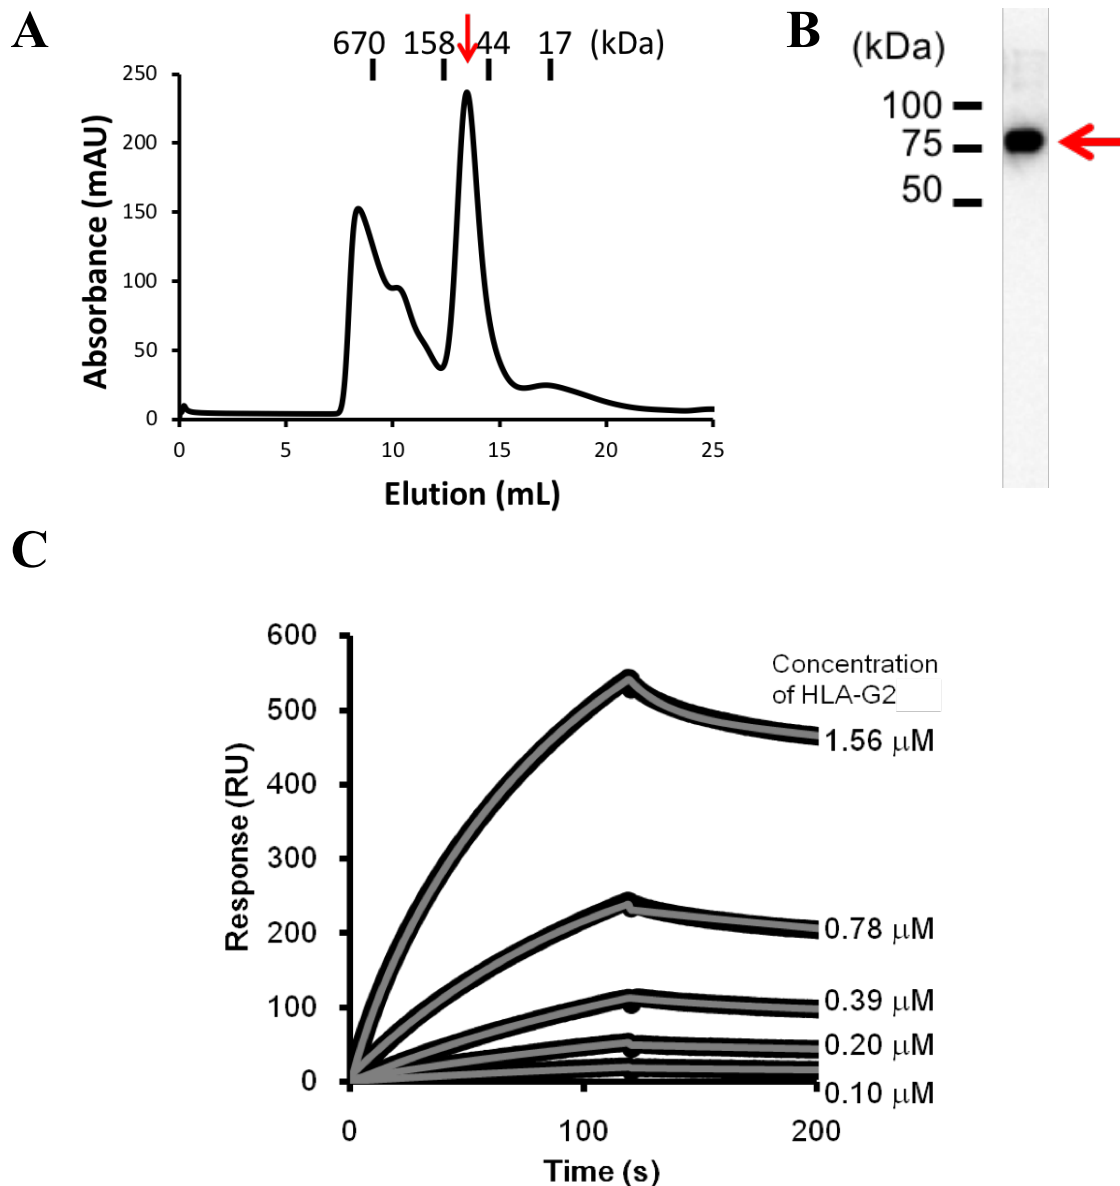 A
670 158 44 17 (kDa)
250
200
150
100
50
0
Absorbance (mAU)
0 5 10 15 20 25
Elution (mL)
B
(kDa)
100
75
50
C
600
500
400
300
200
100
0
Response (RU)
0 100 200
Time (s)
Concentration
of HLA-G2
1.56 μM
0.78 μM
0.39 μM
0.20 μM
0.10 μM